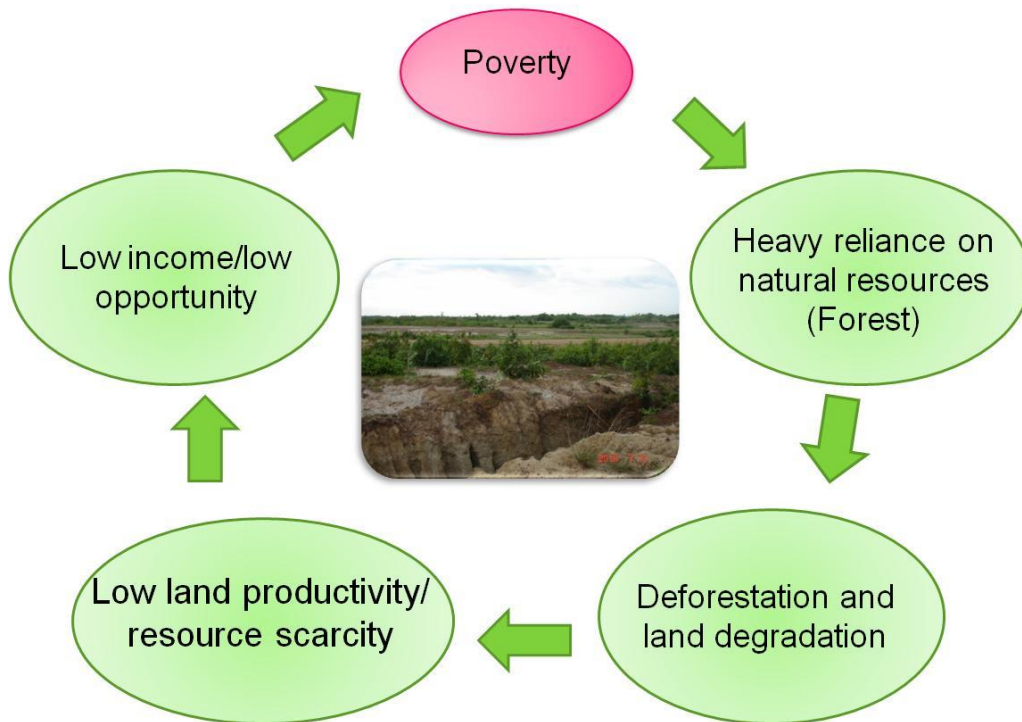 Poverty
Heavy reliance on
natural resources
(Forest)
Deforestation and
land degradation
Low land productivity/
resource scarcity
Low income/low
opportunity